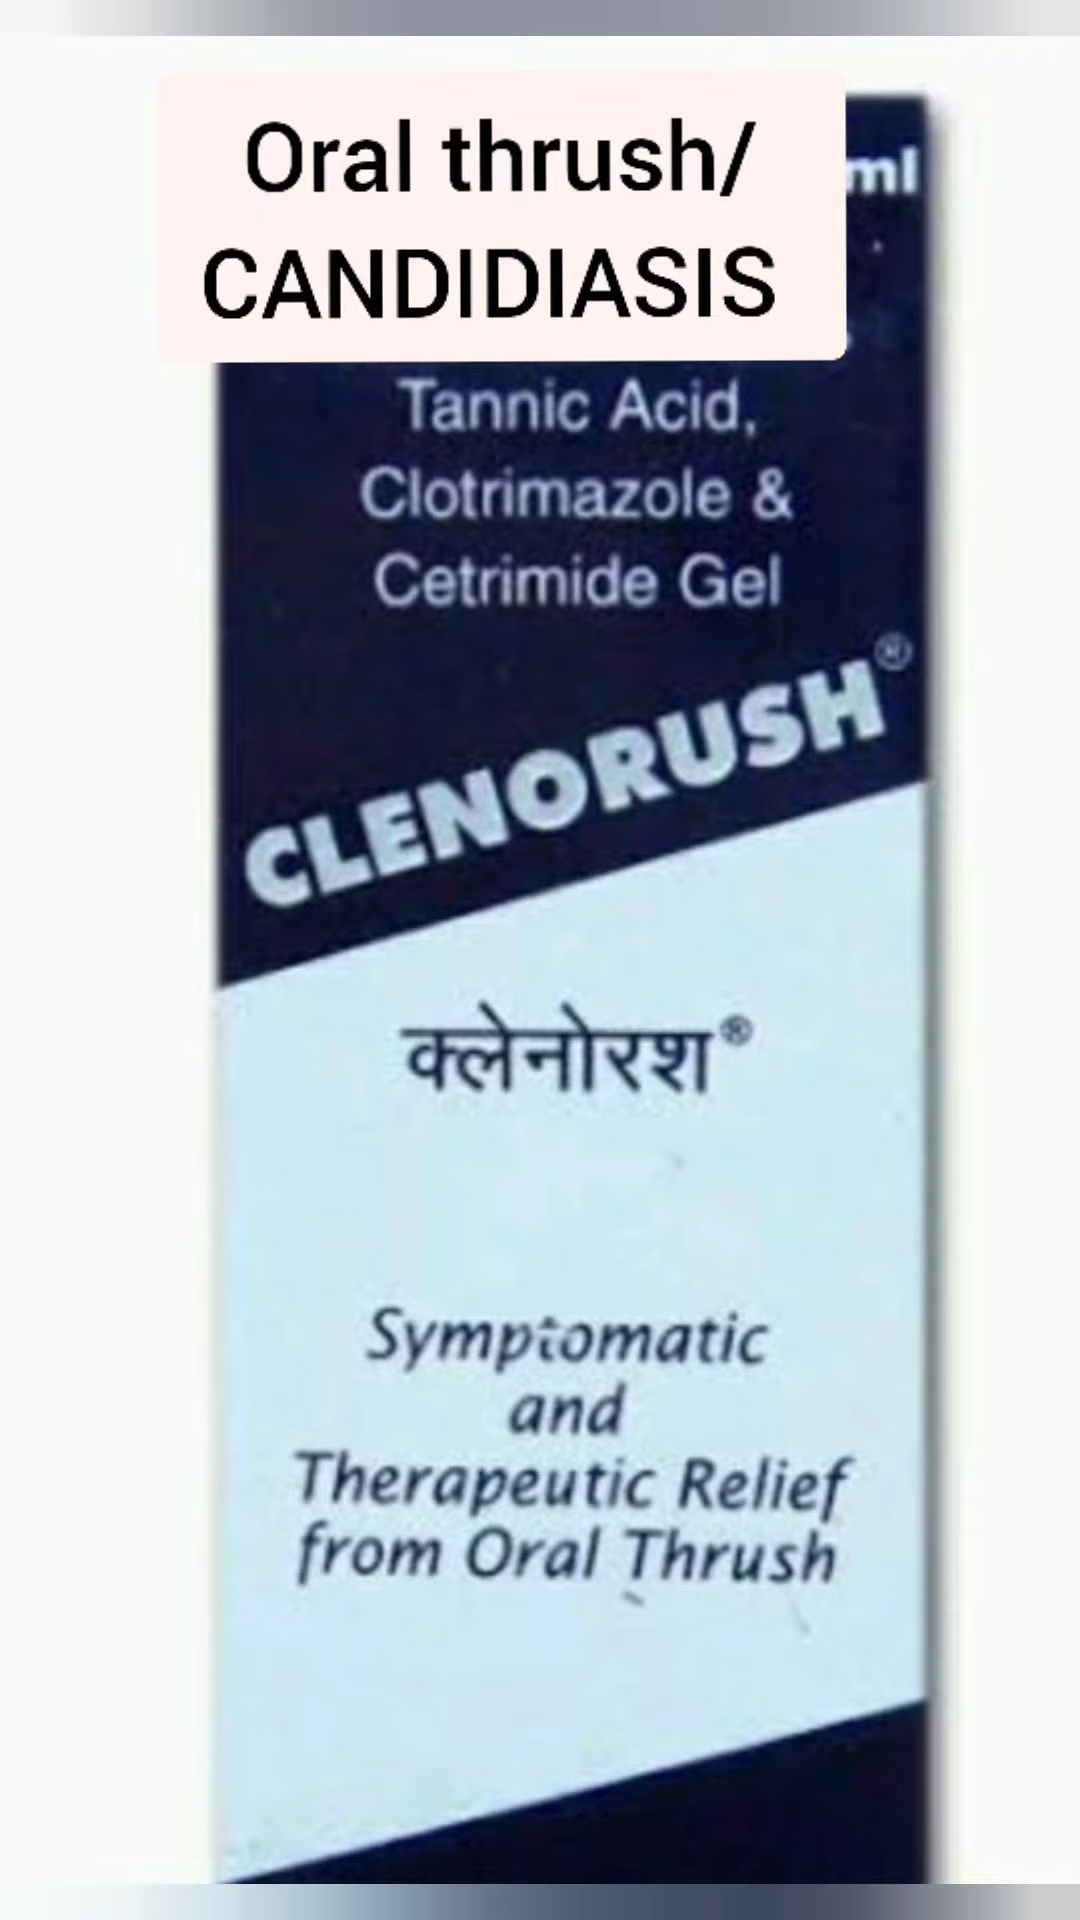 Oral thrush/
CANDIDIASIS
ml
Tannic Acid,
Clotrimazole &
Cetrimide Gel
CLENORUSH®
क्लेनोरश®
Symptomatic
and
Therapeutic Relief
from Oral Thrush